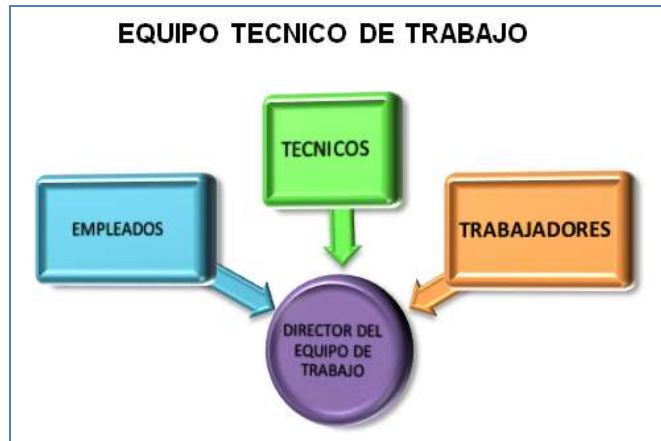 EQUIPO TECNICO DE TRABAJO
TECNICOS
EMPLEADOS
TRABAJADORES
DIRECTOR DEL
EQUIPO DE
TRABAJO